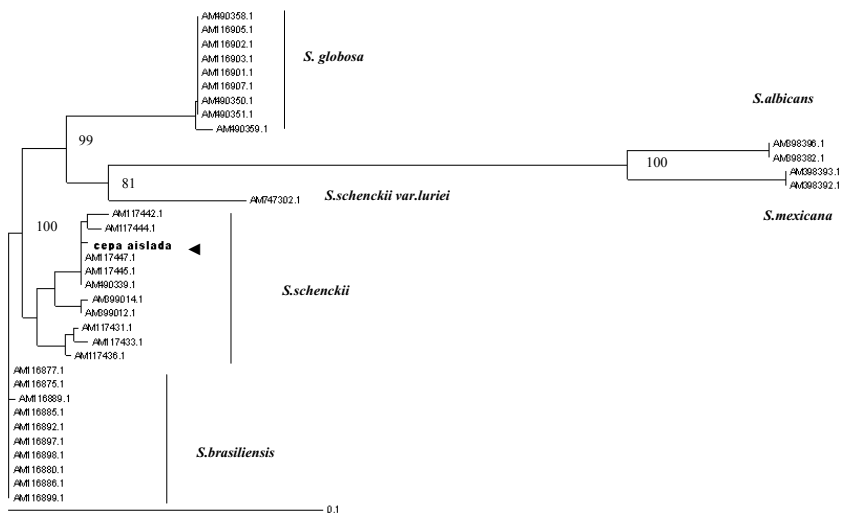 AM490358.1
AM116905.1
AM116902.1
AM116903.1
AM116901.1
AM116907.1
AM490350.1
AM490351.1
AM490359.1
S. globosa
S.albicans
99
AM398396.1
AM398382.1
100
AM398393.1
AM398392.1
81
AM747302.1
S.schenckii var.luriei
S.mexicana
100
AM117442.1
AM117444.1
cepa aislada
AM117447.1
AM117445.1
AM490339.1
AM399014.1
AM399012.1
AM117431.1
AM117433.1
AM117436.1
S.schenckii
AM116877.1
AM116875.1
AM116889.1
AM116885.1
AM116892.1
AM116897.1
AM116898.1
AM116880.1
AM116886.1
AM116899.1
S.brasiliensis
0.1